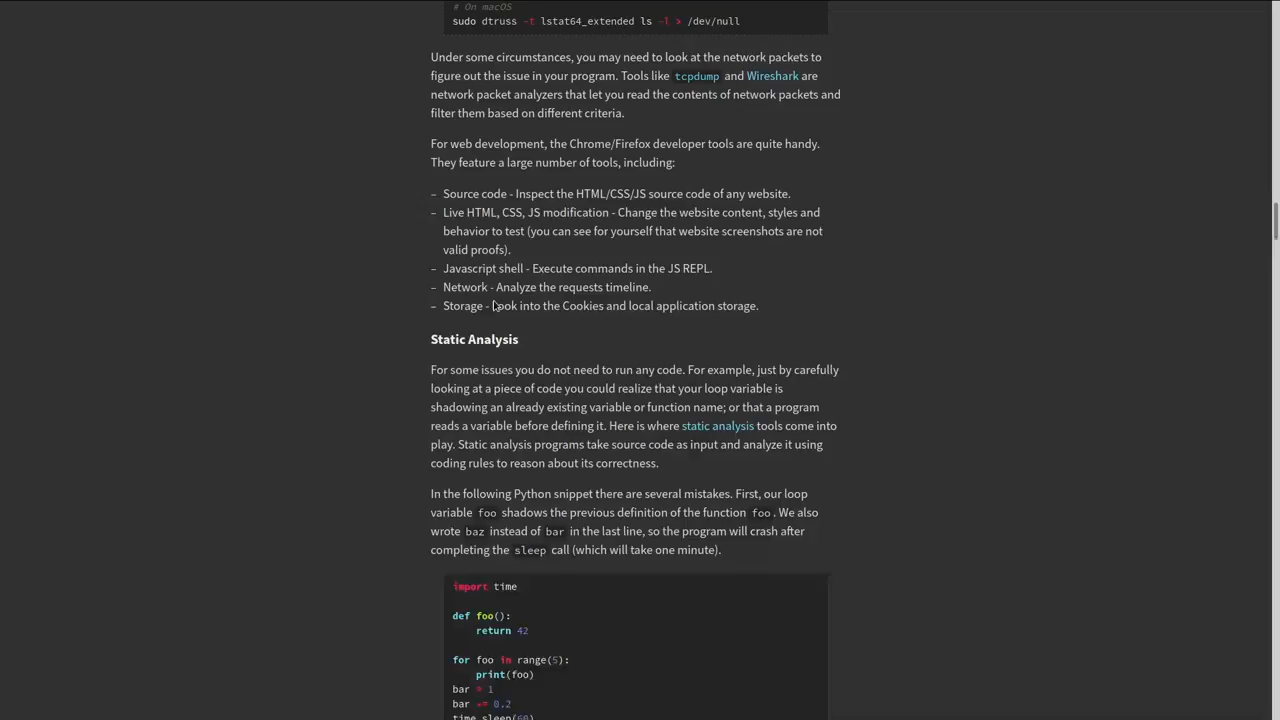 # On macOS
sudo dtruss -t lstat64_extended ls -l > /dev/null
Under some circumstances, you may need to look at the network packets to
figure out the issue in your program. Tools like tcpdump and Wireshark are
network packet analyzers that let you read the contents of network packets and
filter them based on different criteria.
For web development, the Chrome/Firefox developer tools are quite handy.
They feature a large number of tools, including:
– Source code - Inspect the HTML/CSS/JS source code of any website.
– Live HTML, CSS, JS modification - Change the website content, styles and
behavior to test (you can see for yourself that website screenshots are not
valid proofs).
– Javascript shell - Execute commands in the JS REPL.
– Network - Analyze the requests timeline.
– Storage - Look into the Cookies and local application storage.
Static Analysis
For some issues you do not need to run any code. For example, just by carefully
looking at a piece of code you could realize that your loop variable is
shadowing an already existing variable or function name; or that a program
reads a variable before defining it. Here is where static analysis tools come into
play. Static analysis programs take source code as input and analyze it using
coding rules to reason about its correctness.
In the following Python snippet there are several mistakes. First, our loop
variable foo shadows the previous definition of the function foo. We also
wrote baz instead of bar in the last line, so the program will crash after
completing the sleep call (which will take one minute).
import time
def foo():
return 42
for foo in range(5):
print(foo)
bar = 1
bar *= 0.2
time.sleep(60)